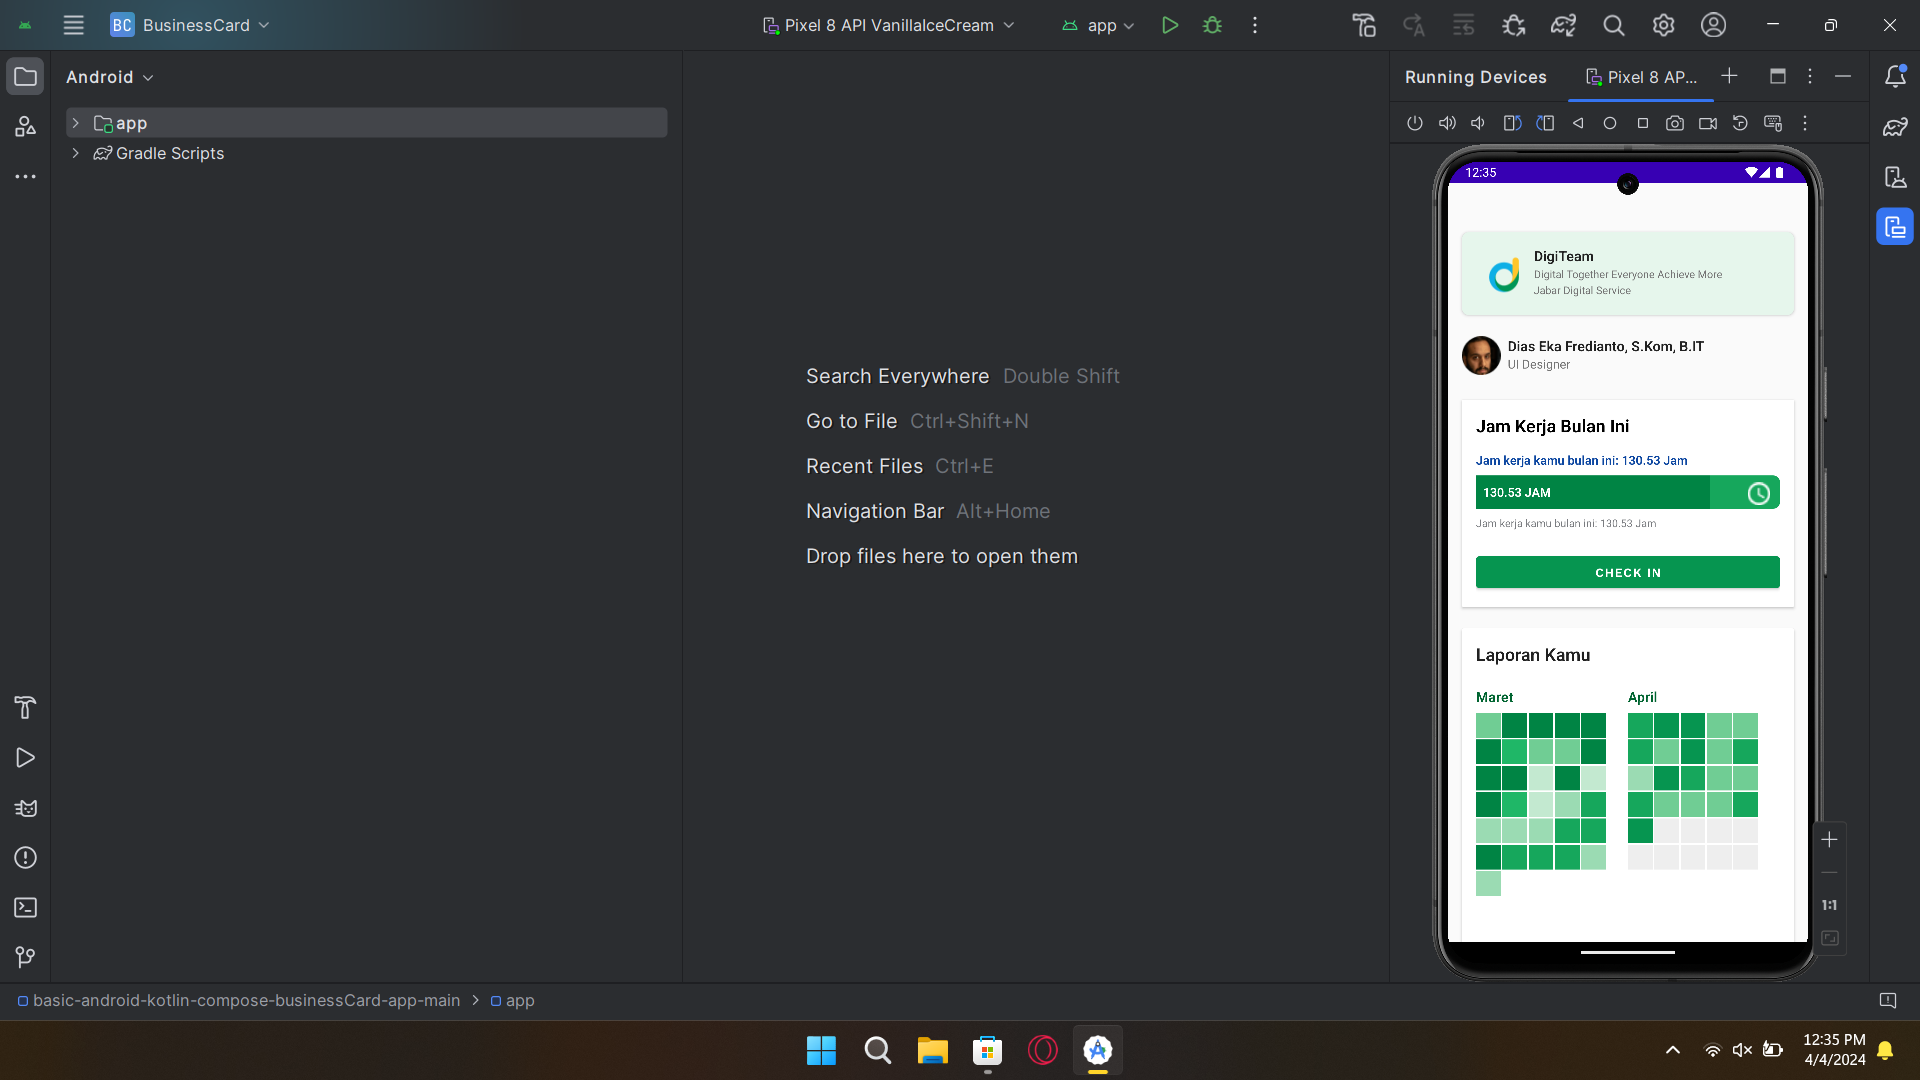 BC BusinessCard
Pixel 8 API VanillaIceCream
app
Android
app
Gradle Scripts
Search Everywhere Double Shift
Go to File Ctrl+Shift+N
Recent Files Ctrl+E
Navigation Bar Alt+Home
Drop files here to open them
Running Devices
Pixel 8 AP...
12:35
DigiTeam
Digital Together Everyone Achieve More
Jabar Digital Service
Dias Eka Fredianto, S.Kom, B.IT
UI Designer
Jam Kerja Bulan Ini
Jam kerja kamu bulan ini: 130.53 Jam
130.53 JAM
Jam kerja kamu bulan ini: 130.53 Jam
CHECK IN
Laporan Kamu
Maret
April
1:1
basic-android-kotlin-compose-businessCard-app-main > app
12:35 PM
4/4/2024